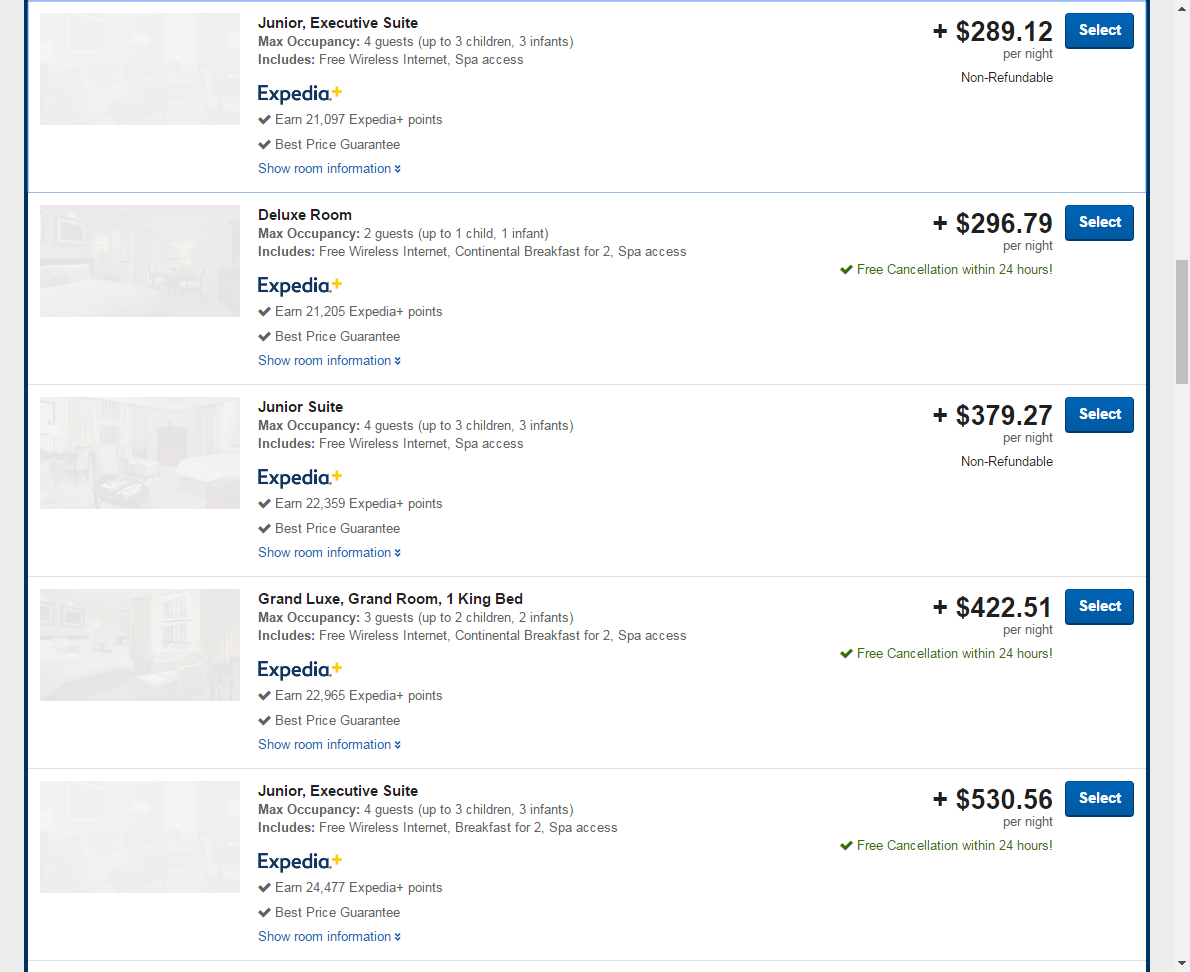 Junior, Executive Suite
+ $289.12
Select
Max Occupancy: 4 guests (up to 3 children, 3 infants)
per night
Includes: Free Wireless Internet, Spa access
Non-Refundable
Expedia+
Earn 21,097 Expedia+ points
Best Price Guarantee
Show room information
Deluxe Room
+ $296.79
Select
Max Occupancy: 2 guests (up to 1 child, 1 infant)
per night
Includes: Free Wireless Internet, Continental Breakfast for 2, Spa access
Free Cancellation within 24 hours!
Expedia+
Earn 21,205 Expedia+ points
Best Price Guarantee
Show room information
Junior Suite
+ $379.27
Select
Max Occupancy: 4 guests (up to 3 children, 3 infants)
per night
Includes: Free Wireless Internet, Spa access
Non-Refundable
Expedia+
Earn 22,359 Expedia+ points
Best Price Guarantee
Show room information
Grand Luxe, Grand Room, 1 King Bed
+ $422.51
Select
Max Occupancy: 3 guests (up to 2 children, 2 infants)
per night
Includes: Free Wireless Internet, Continental Breakfast for 2, Spa access
Free Cancellation within 24 hours!
Expedia+
Earn 22,965 Expedia+ points
Best Price Guarantee
Show room information
Junior, Executive Suite
+ $530.56
Select
Max Occupancy: 4 guests (up to 3 children, 3 infants)
per night
Includes: Free Wireless Internet, Breakfast for 2, Spa access
Free Cancellation within 24 hours!
Expedia+
Earn 24,477 Expedia+ points
Best Price Guarantee
Show room information